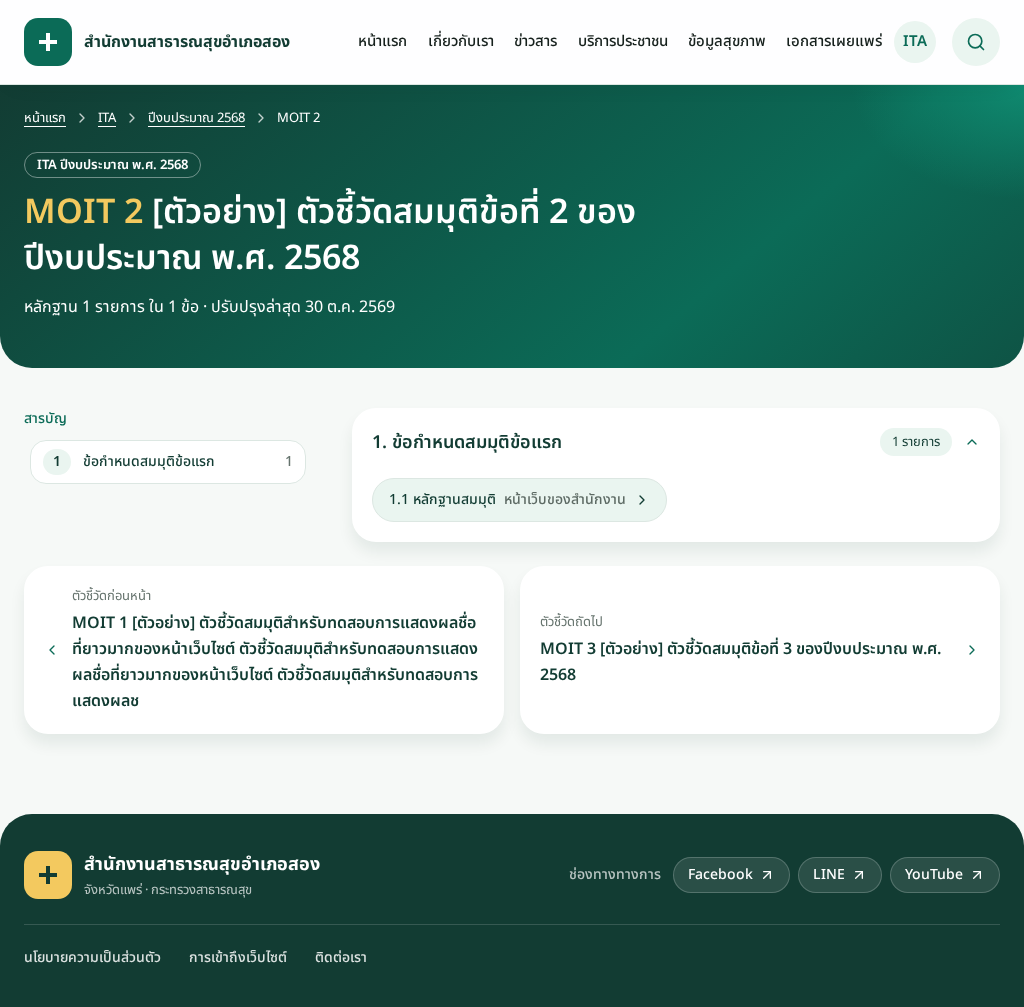 สำนักงานสาธารณสุขอำเภอสอง
หน้าแรก เกี่ยวกับเรา ข่าวสาร บริการประชาชน ข้อมูลสุขภาพ เอกสารเผยแพร่ ITA
หน้าแรก ITA ปีงบประมาณ 2568 MOIT 2
ITA ปีงบประมาณ พ.ศ. 2568
MOIT 2 [ตัวอย่าง] ตัวชี้วัดสมมุติข้อที่ 2 ของ
ปีงบประมาณ พ.ศ. 2568
หลักฐาน 1 รายการ ใน 1 ข้อ · ปรับปรุงล่าสุด 30 ต.ค. 2569
สารบัญ
1 ข้อกำหนดสมมุติข้อแรก 1
1. ข้อกำหนดสมมุติข้อแรก 1 รายการ
1.1 หลักฐานสมมุติ หน้าเว็บของสำนักงาน
ตัวชี้วัดก่อนหน้า
MOIT 1 [ตัวอย่าง] ตัวชี้วัดสมมุติสำหรับทดสอบการแสดงผลชื่อ
ที่ยาวมากของหน้าเว็บไซต์ ตัวชี้วัดสมมุติสำหรับทดสอบการแสดง
ผลชื่อที่ยาวมากของหน้าเว็บไซต์ ตัวชี้วัดสมมุติสำหรับทดสอบการ
แสดงผลช
ตัวชี้วัดถัดไป
MOIT 3 [ตัวอย่าง] ตัวชี้วัดสมมุติข้อที่ 3 ของปีงบประมาณ พ.ศ.
2568
สำนักงานสาธารณสุขอำเภอสอง
จังหวัดแพร่ · กระทรวงสาธารณสุข
ช่องทางทางการ Facebook LINE YouTube
นโยบายความเป็นส่วนตัว การเข้าถึงเว็บไซต์ ติดต่อเรา